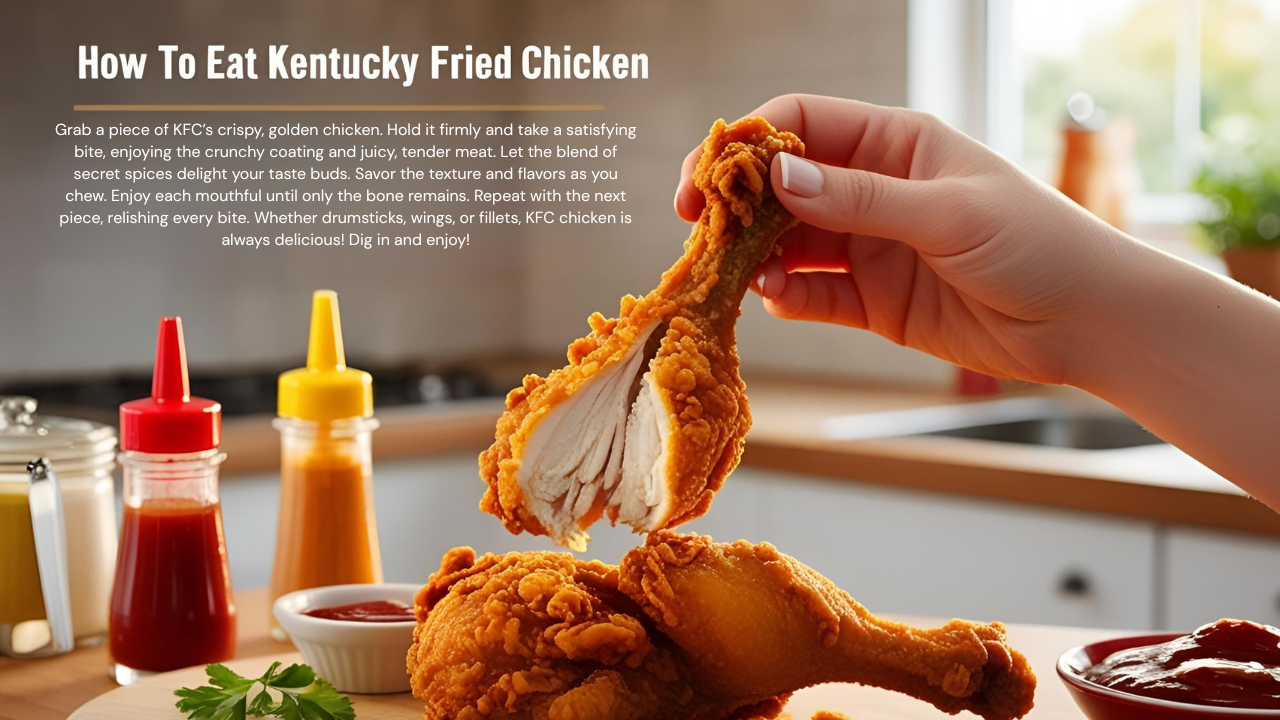 How To Eat Kentucky Fried Chicken
Grab a piece of KFC’s crispy, golden chicken. Hold it firmly and take a satisfying
bite, enjoying the crunchy coating and juicy, tender meat. Let the blend of
secret spices delight your taste buds. Savor the texture and flavors as you
chew. Enjoy each mouthful until only the bone remains. Repeat with the next
piece, relishing every bite. Whether drumsticks, wings, or fillets, KFC chicken is
always delicious! Dig in and enjoy!